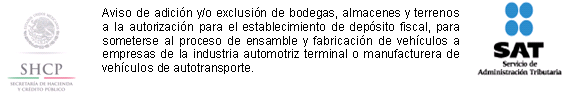 Aviso de adición y/o exclusión de bodegas, almacenes y terrenos
a la autorización para el establecimiento de depósito fiscal, para
someterse al proceso de ensamble y fabricación de vehículos a
empresas de la industria automotriz terminal o manufacturera de
vehículos de autotransporte.
SHCP
SECRETARÍA DE HACIENDA
Y CRÉDITO PÚBLICO
SAT
Servicio de
Administración Tributaria